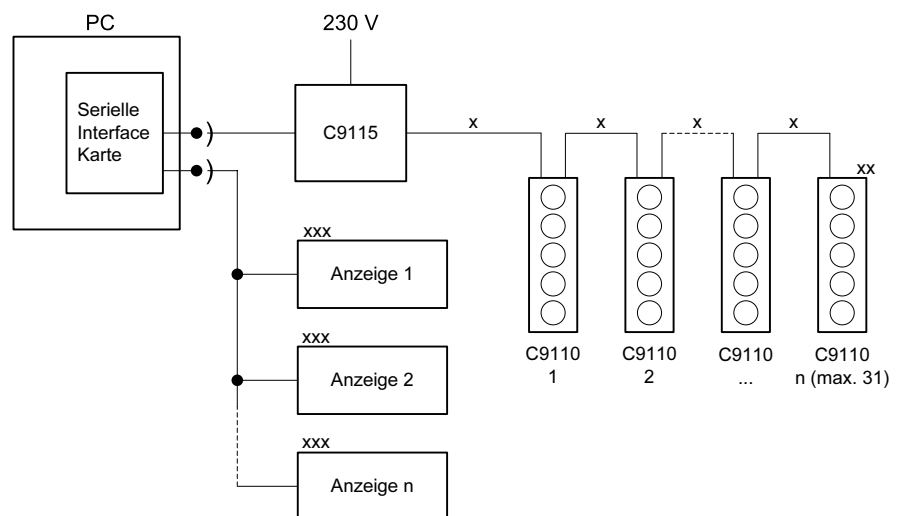 PC
230 V
Serielle
Interface
Karte
C9115
x
x
x
x
xx
xxx
Anzeige 1
xxx
Anzeige 2
xxx
Anzeige n
C9110
1
C9110
2
C9110
...
C9110
n (max. 31)